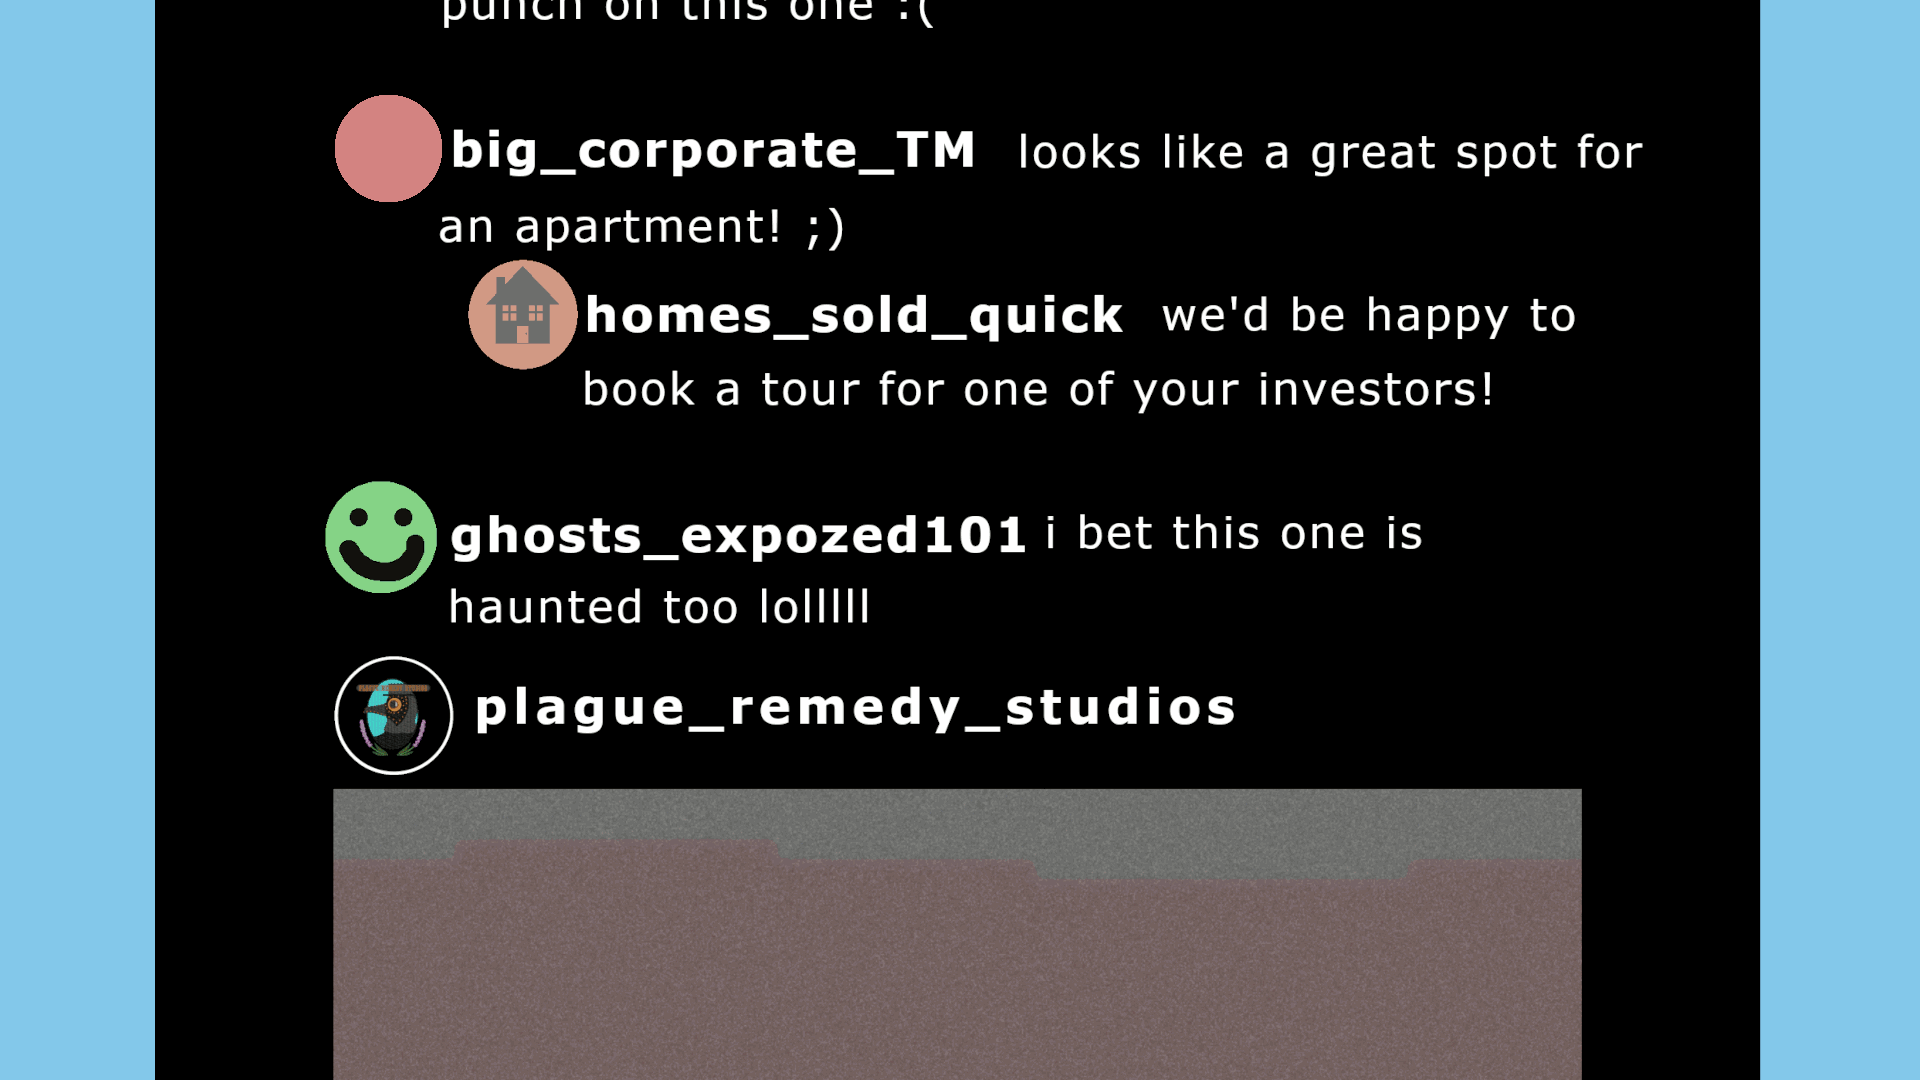 punch on this one :(
big_corporate_TM looks like a great spot for
an apartment! ;)
homes_sold_quick we'd be happy to
book a tour for one of your investors!
ghosts_expozed101 i bet this one is
haunted too lolllll
plague_remedy_studios